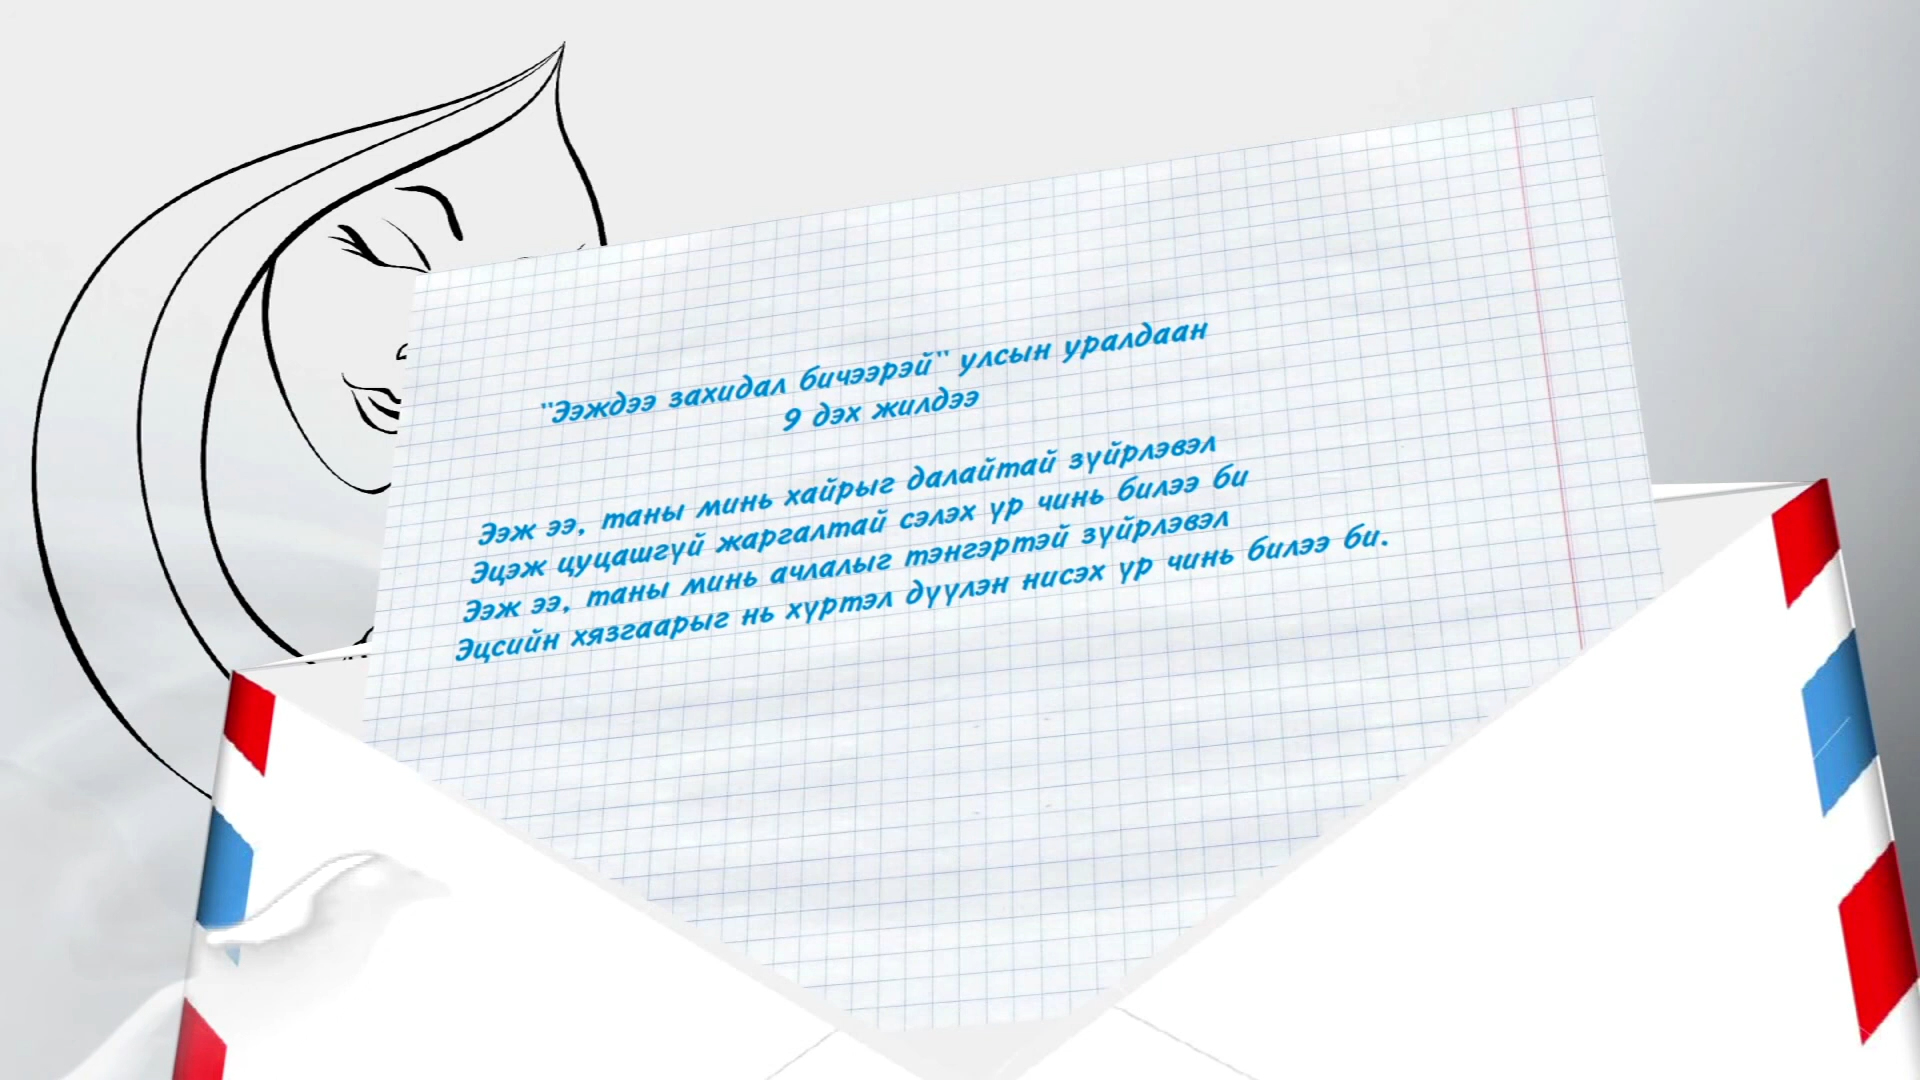 "Ээждээ захидал бичээрэй" улсын уралдаан
9 дэх жилдээ
Ээж ээ, таны минь хайрыг далайтай зүйрлэвэл
Эцэж цуцашгүй жаргалтай сэлэх үр чинь билээ би
Ээж ээ, таны минь ачлалыг тэнгэртэй зүйрлэвэл
Эцсийн хязгаарыг нь хүртэл дүүлэн нисэх үр чинь билээ би.